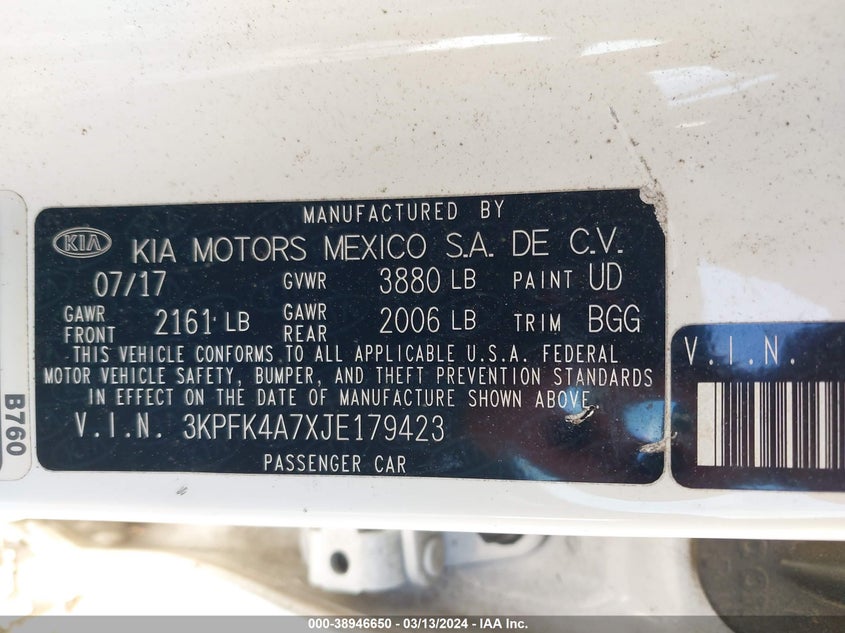 MANUFACTURED BY
KIA KIA MOTORS MEXICO S.A. DE C.V.
07/17 GVWR 3880 LB PAINT UD
GAWR FRONT 2161 LB GAWR REAR 2006 LB TRIM BGG
THIS VEHICLE CONFORMS TO ALL APPLICABLE U.S.A. FEDERAL
MOTOR VEHICLE SAFETY, BUMPER, AND THEFT PREVENTION STANDARDS
IN EFFECT ON THE DATE OF MANUFACTURE SHOWN ABOVE.
V.I.N. 3KPFK4A7XJE179423
PASSENGER CAR
V.I.N.
B760
000-38946650 / 03/13/2024 - IAA Inc.